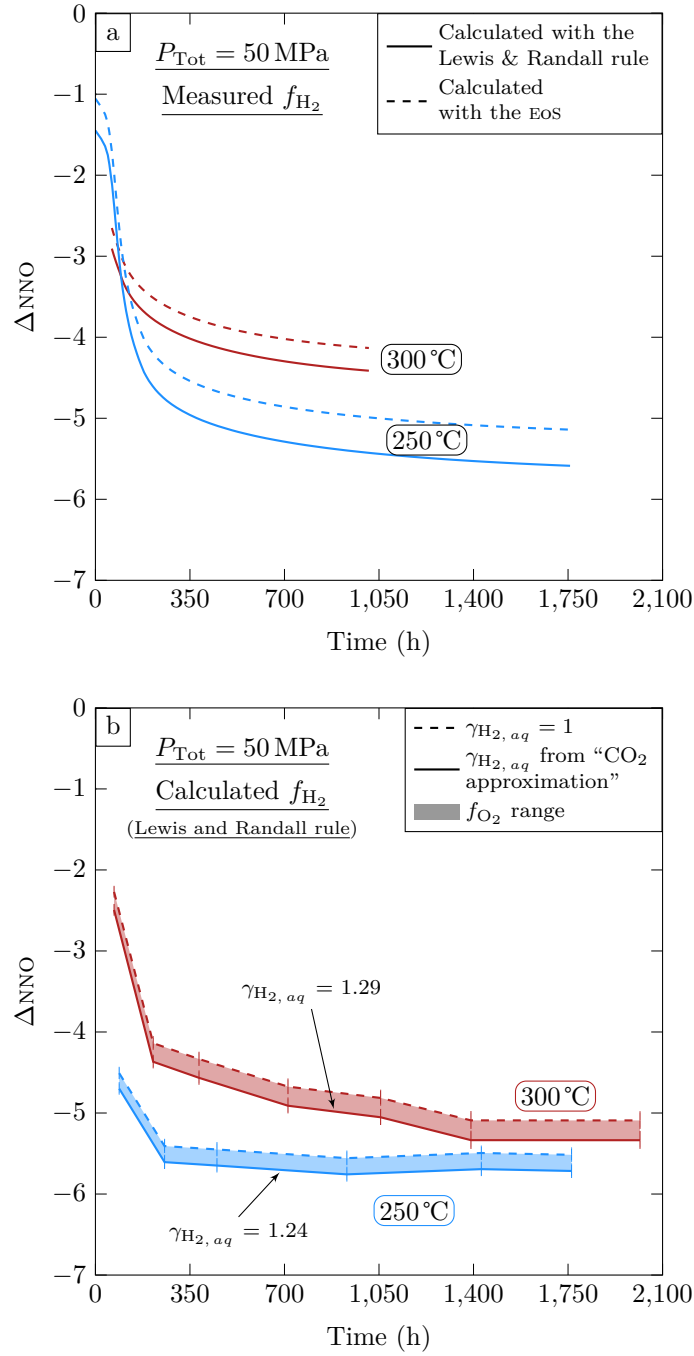 a
P_Tot = 50 MPa
Measured f_H₂
Calculated with the
Lewis & Randall rule
Calculated
with the EOS
0
−1
−2
−3
−4
−5
−6
−7
ΔNNO
300 °C
250 °C
0 350 700 1,050 1,400 1,750 2,100
Time (h)
b
P_Tot = 50 MPa
Calculated f_H₂
(Lewis and Randall rule)
γ_H₂, aq = 1
γ_H₂, aq from “CO₂
approximation”
f_O₂ range
0
−1
−2
−3
−4
−5
−6
−7
ΔNNO
γ_H₂, aq = 1.29
300 °C
250 °C
γ_H₂, aq = 1.24
0 350 700 1,050 1,400 1,750 2,100
Time (h)